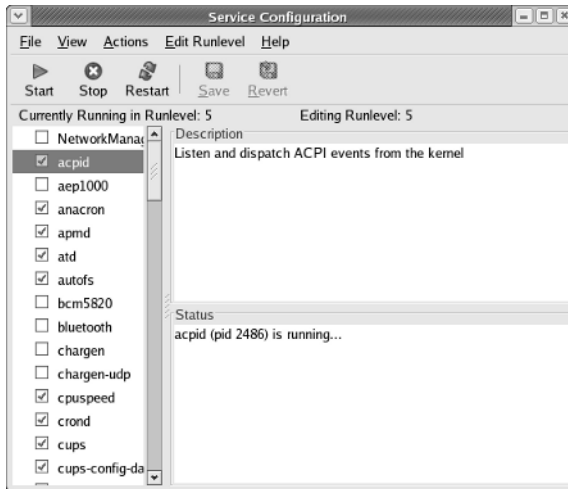 Service Configuration
File View Actions Edit Runlevel Help
Start Stop Restart Save Revert
Currently Running in Runlevel: 5 Editing Runlevel: 5
NetworkManag
acpid
aep1000
anacron
apmd
atd
autofs
bcm5820
bluetooth
chargen
chargen-udp
cpuspeed
crond
cups
cups-config-da
Description
Listen and dispatch ACPI events from the kernel
Status
acpid (pid 2486) is running...